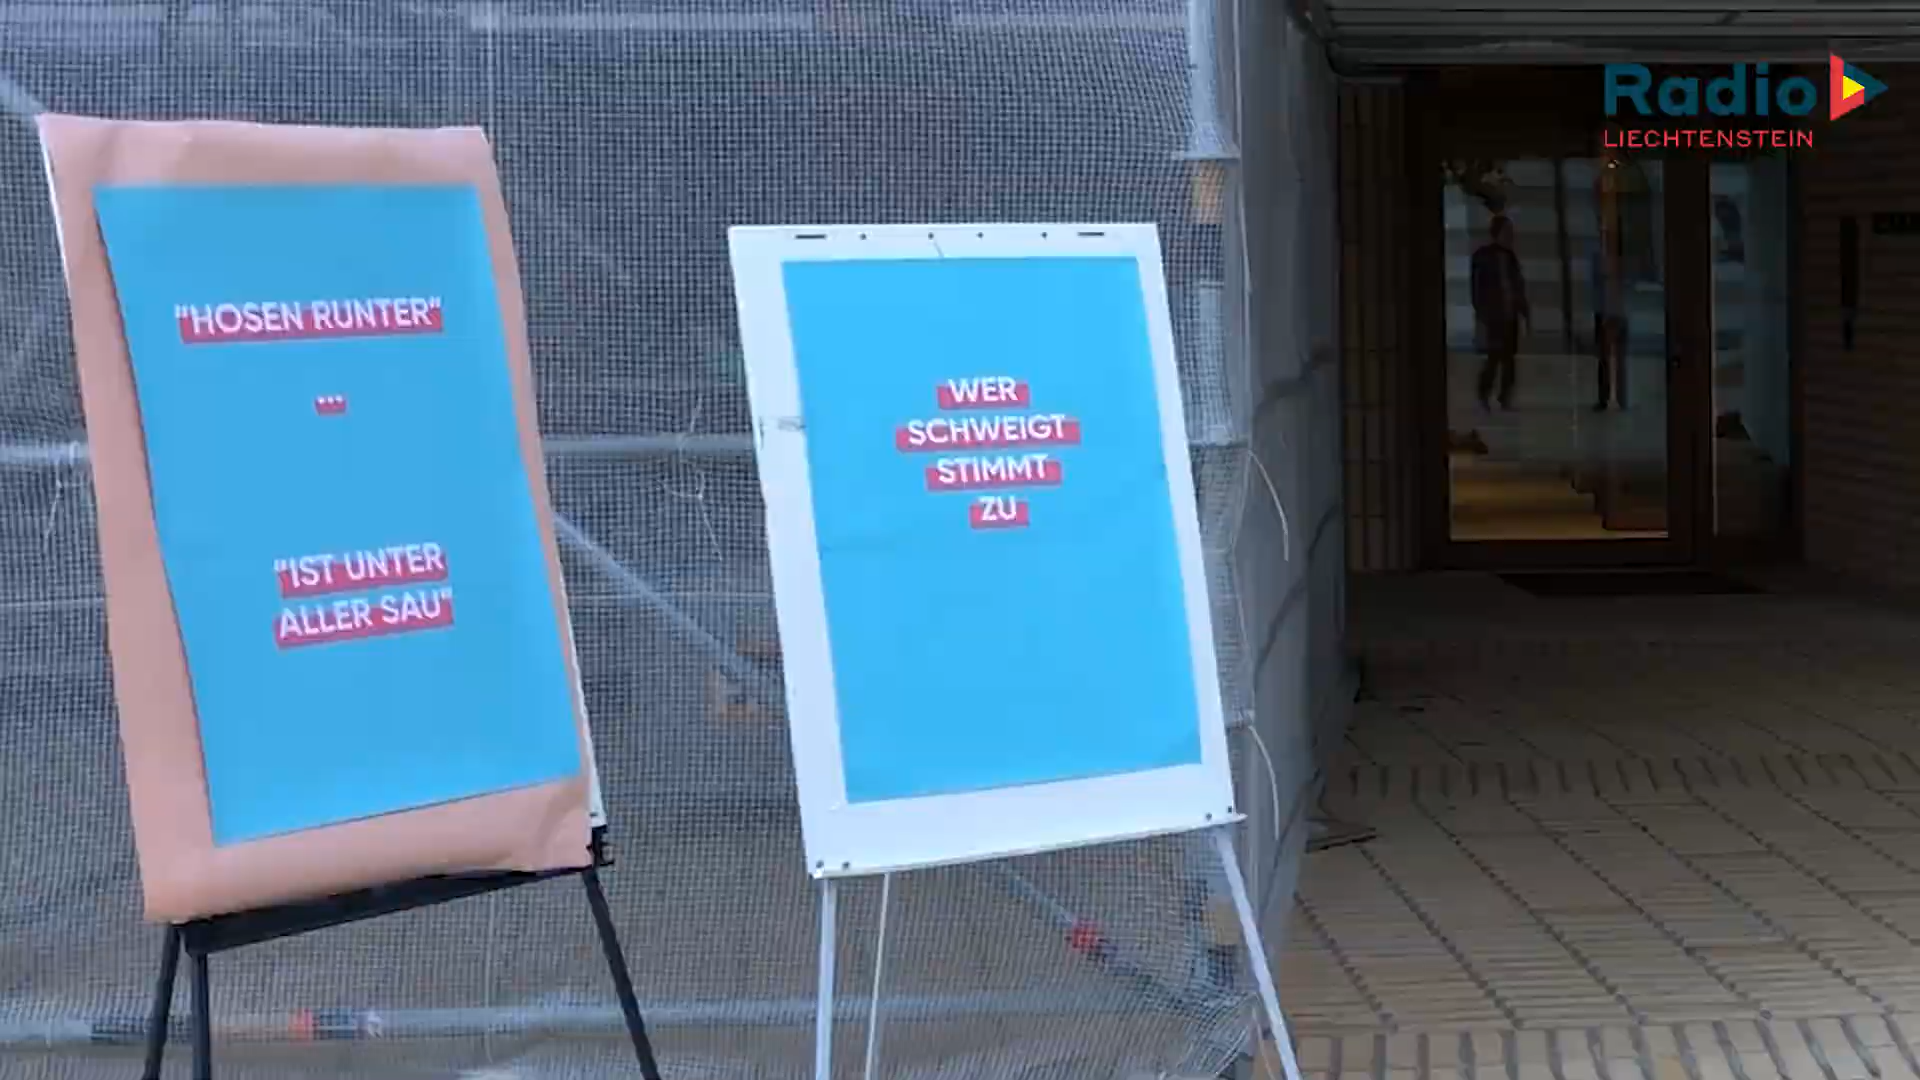 "HOSEN RUNTER"
...
"IST UNTER
ALLER SAU"
WER
SCHWEIGT
STIMMT
ZU
Radio
LIECHTENSTEIN